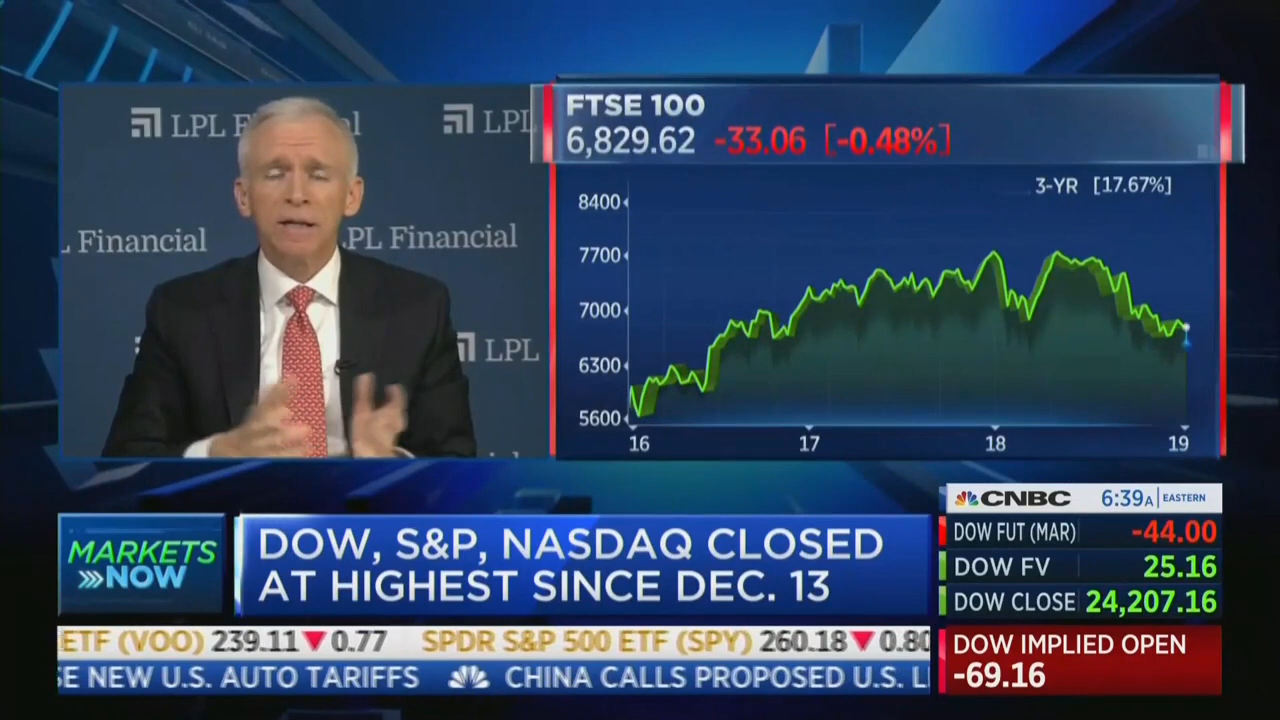 LPL Financial
LPL
L Financial
LPL Financial
LPL
FTSE 100
6,829.62 -33.06 [-0.48%]
3-YR [17.67%]
8400
7700
7000
6300
5600
16 17 18 19
MARKETS
NOW
DOW, S&P, NASDAQ CLOSED
AT HIGHEST SINCE DEC. 13
CNBC 6:39A EASTERN
DOW FUT (MAR) -44.00
DOW FV 25.16
DOW CLOSE 24,207.16
DOW IMPLIED OPEN
-69.16
ETF (VOO) 239.11 ▼ 0.77 SPDR S&P 500 ETF (SPY) 260.18 ▼ 0.80
SE NEW U.S. AUTO TARIFFS CHINA CALLS PROPOSED U.S. L